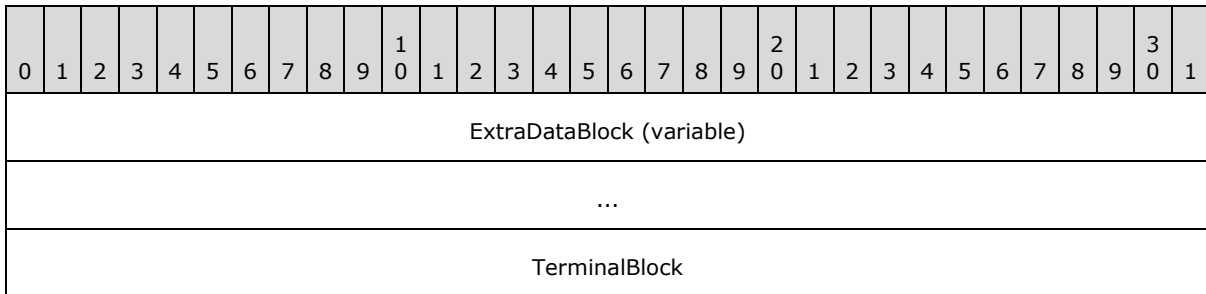 0 1 2 3 4 5 6 7 8 9 1 0 1 2 3 4 5 6 7 8 9 2 0 1 2 3 4 5 6 7 8 9 3 0 1
ExtraDataBlock (variable)
...
TerminalBlock